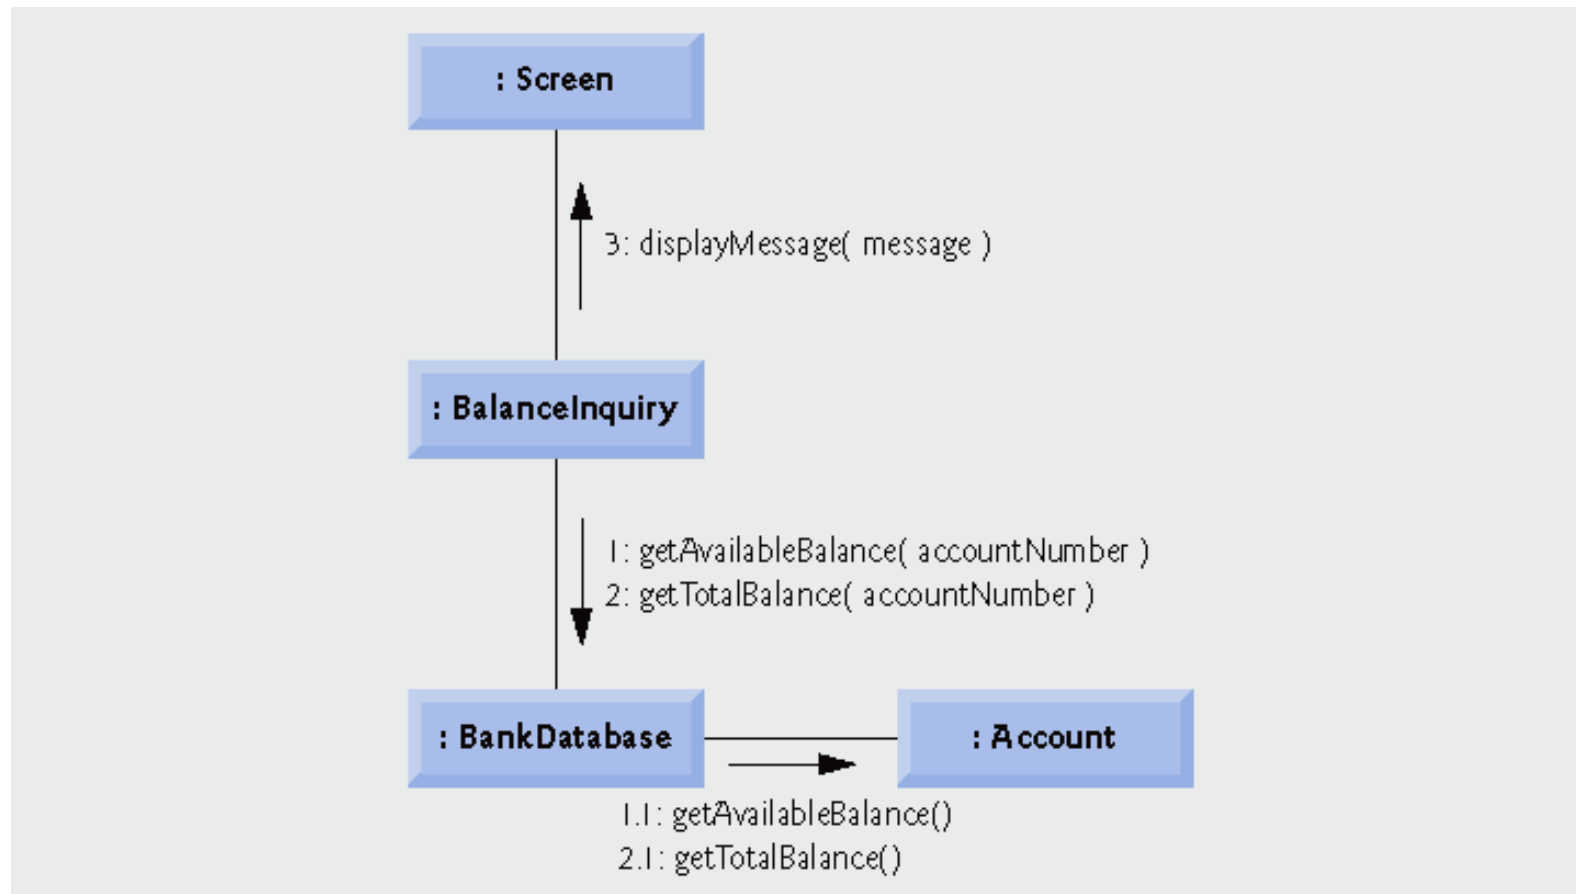 : Screen
3: displayMessage( message )
: BalanceInquiry
1: getAvailableBalance( accountNumber )
2: getTotalBalance( accountNumber )
: BankDatabase
: Account
1.1: getAvailableBalance()
2.1: getTotalBalance()